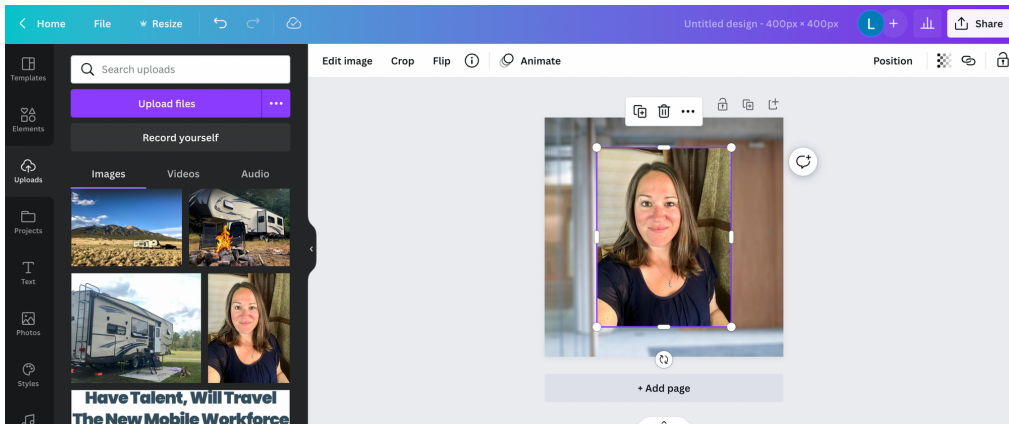 Home File Resize Untitled design - 400px × 400px L + Share
Templates
Elements
Uploads
Projects
Text
Photos
Styles
Search uploads
Upload files
Record yourself
Images Videos Audio
Have Talent, Will Travel
The New Mobile Workforce
Edit image Crop Flip Animate Position
+ Add page